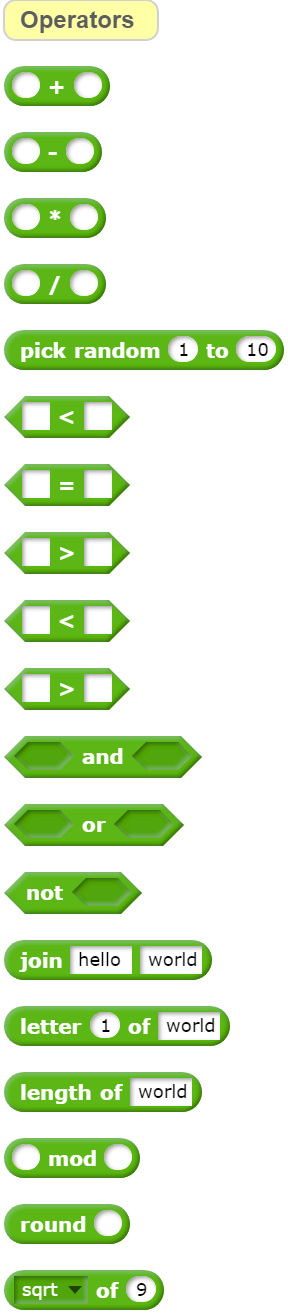 Operators
+
-
*
/
pick random 1 to 10
<
=
>
<
>
and
or
not
join hello world
letter 1 of world
length of world
mod
round
sqrt of 9